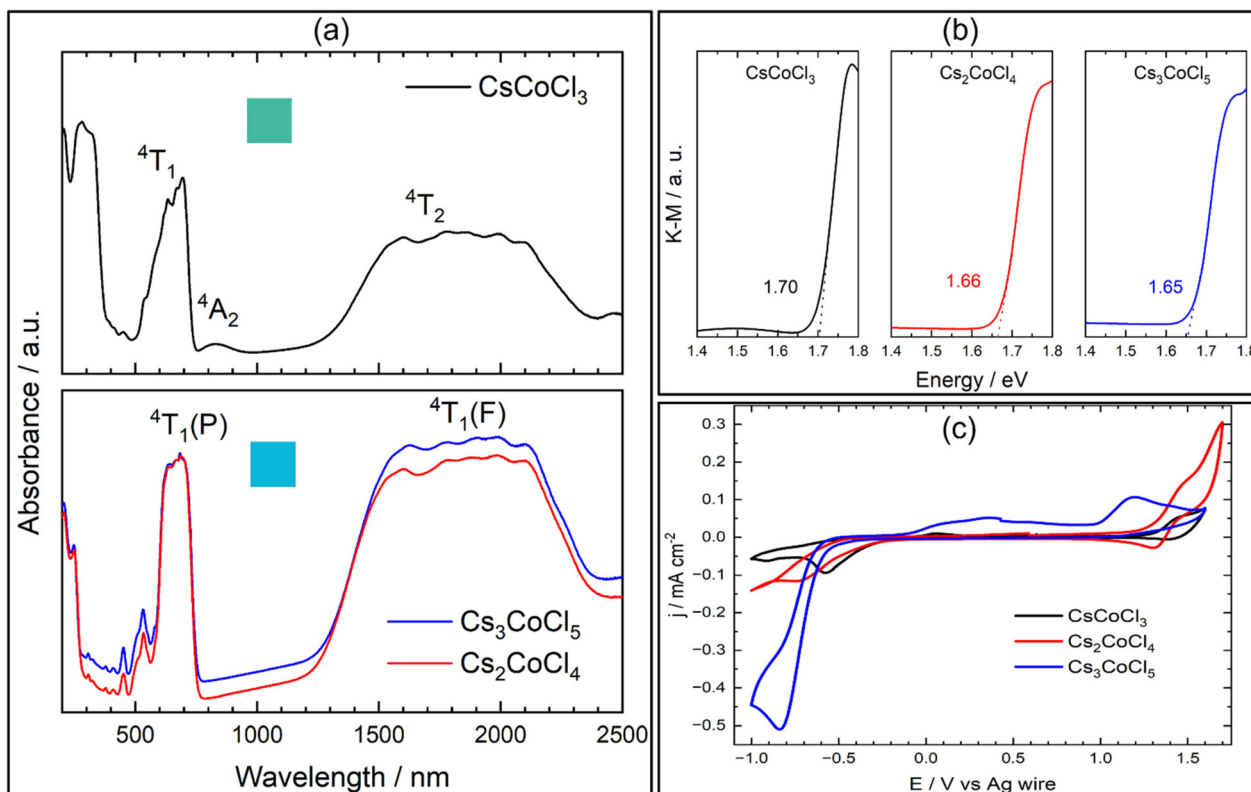 (a)
CsCoCl₃
⁴T₁
⁴T₂
⁴A₂
⁴T₁(P)
⁴T₁(F)
Cs₃CoCl₅
Cs₂CoCl₄
500 1000 1500 2000 2500
Wavelength / nm
Absorbance / a.u.
(b)
CsCoCl₃ Cs₂CoCl₄ Cs₃CoCl₅
K-M / a. u.
1.70 1.66 1.65
1.4 1.5 1.6 1.7 1.8 1.4 1.5 1.6 1.7 1.8 1.4 1.5 1.6 1.7 1.8
Energy / eV
(c)
0.3
0.2
0.1
0.0
−0.1
−0.2
−0.3
−0.4
−0.5
j / mA cm⁻²
CsCoCl₃
Cs₂CoCl₄
Cs₃CoCl₅
−1.0 −0.5 0.0 0.5 1.0 1.5
E / V vs Ag wire